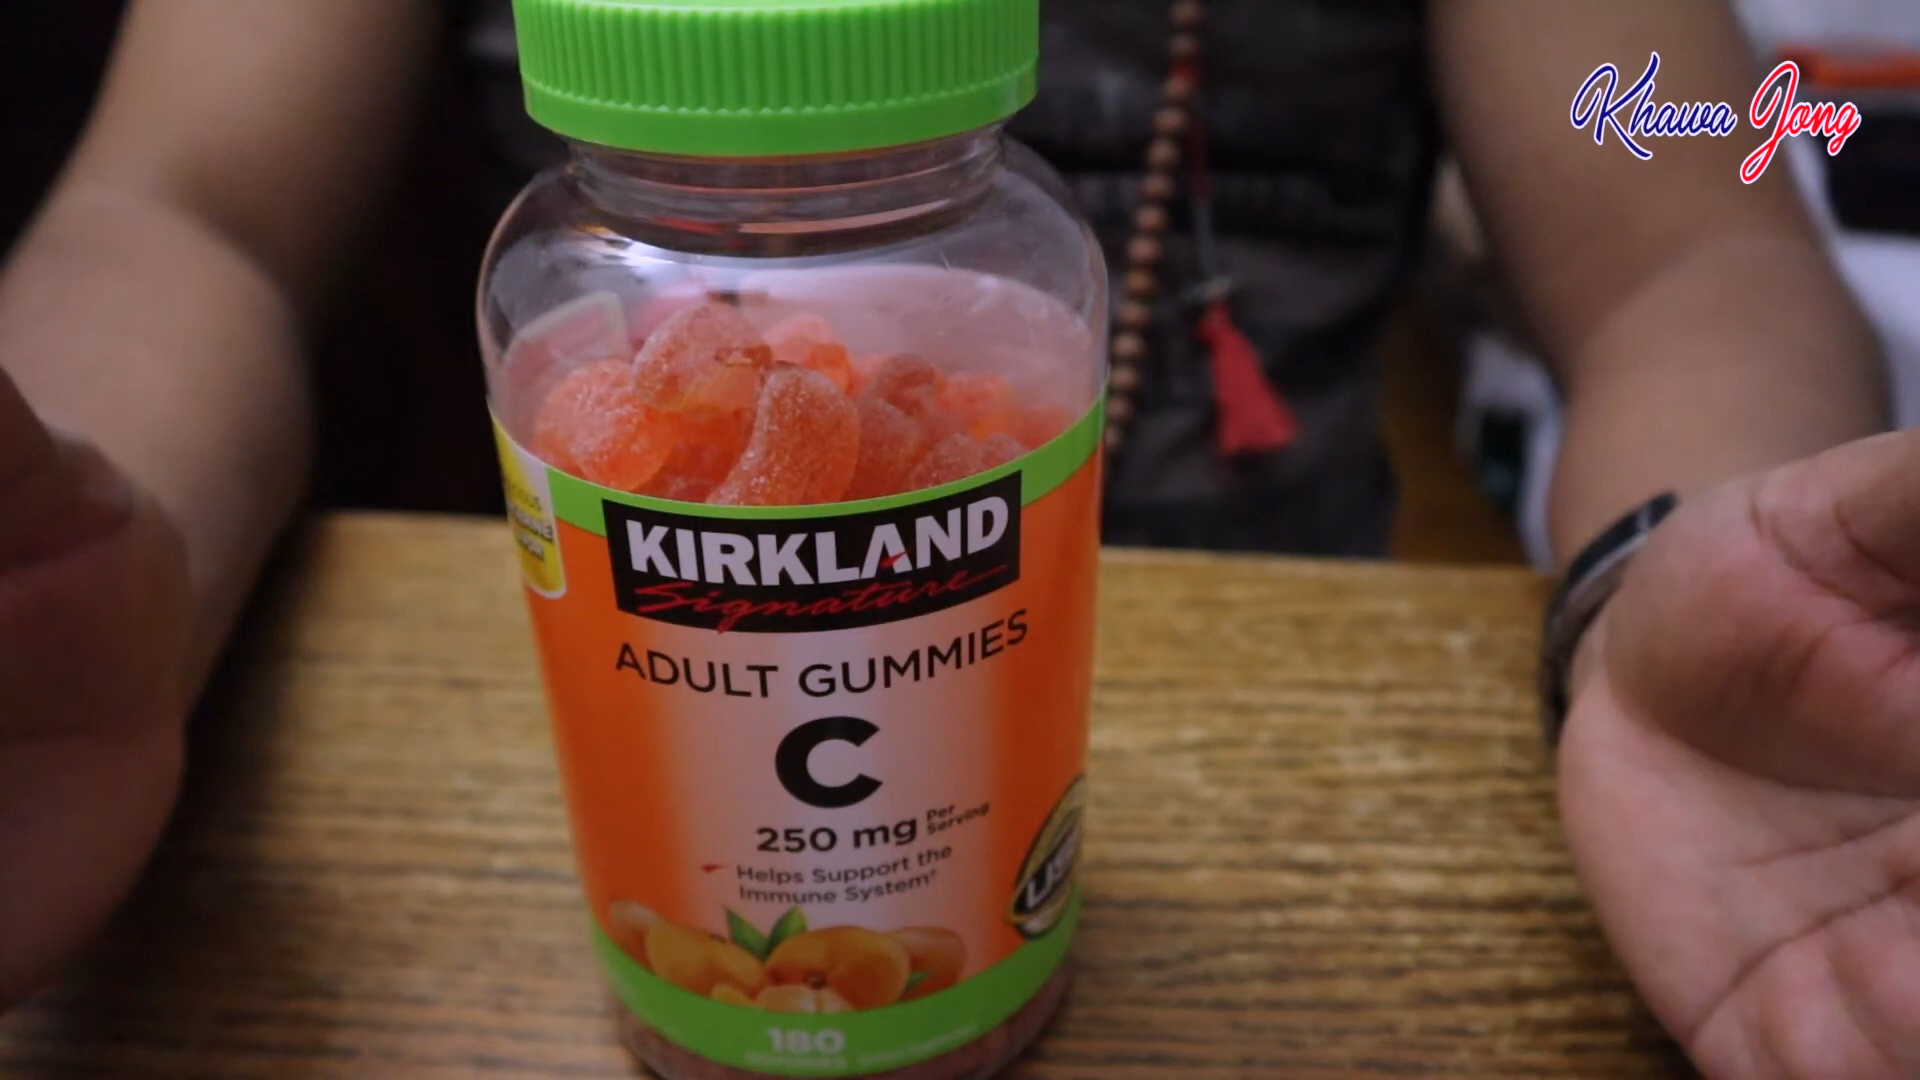 Khawa Jong
KIRKLAND
Signature
ADULT GUMMIES
C
250 mg Per Serving
Helps Support the
Immune System†
180